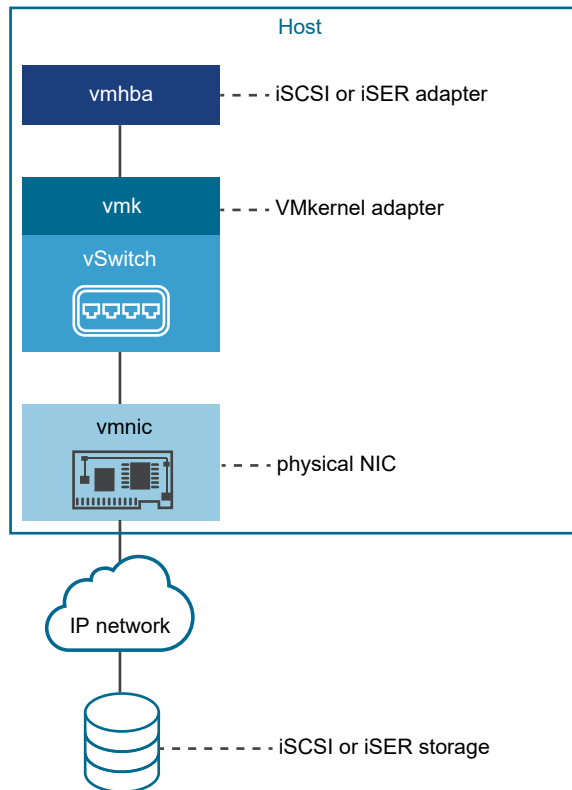 Host
vmhba
iSCSI or iSER adapter
vmk
VMkernel adapter
vSwitch
vmnic
physical NIC
IP network
iSCSI or iSER storage